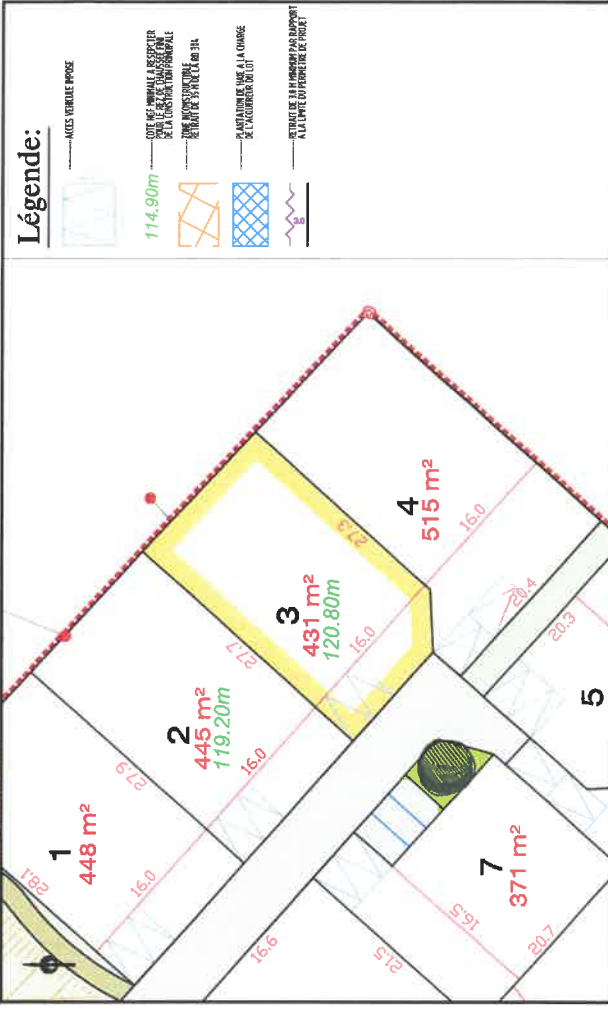 Légende:
ACCES VEHICULE IMPOSE
114.90m
COTE NGF MINIMALE A RESPECTER
POUR LE REZ DE CHAUSSEE FINI
DE LA CONSTRUCTION PRINCIPALE
ZONE INCONSTRUCTIBLE
RETRAIT DE 35 M DE LA RD 314
PLANTATION DE HAIE A LA CHARGE
DE L'ACQUEREUR DU LOT
3.0
RETRAIT DE 3.0 M MINIMUM PAR RAPPORT
A LA LIMITE DU PERIMETRE DE PROJET
1
448 m²
28.1
16.0
27.9
2
445 m²
119.20m
16.0
27.7
3
431 m²
120.80m
16.0
27.3
4
515 m²
16.0
20.4
20.3
5
7
371 m²
16.5
20.7
21.5
16.6